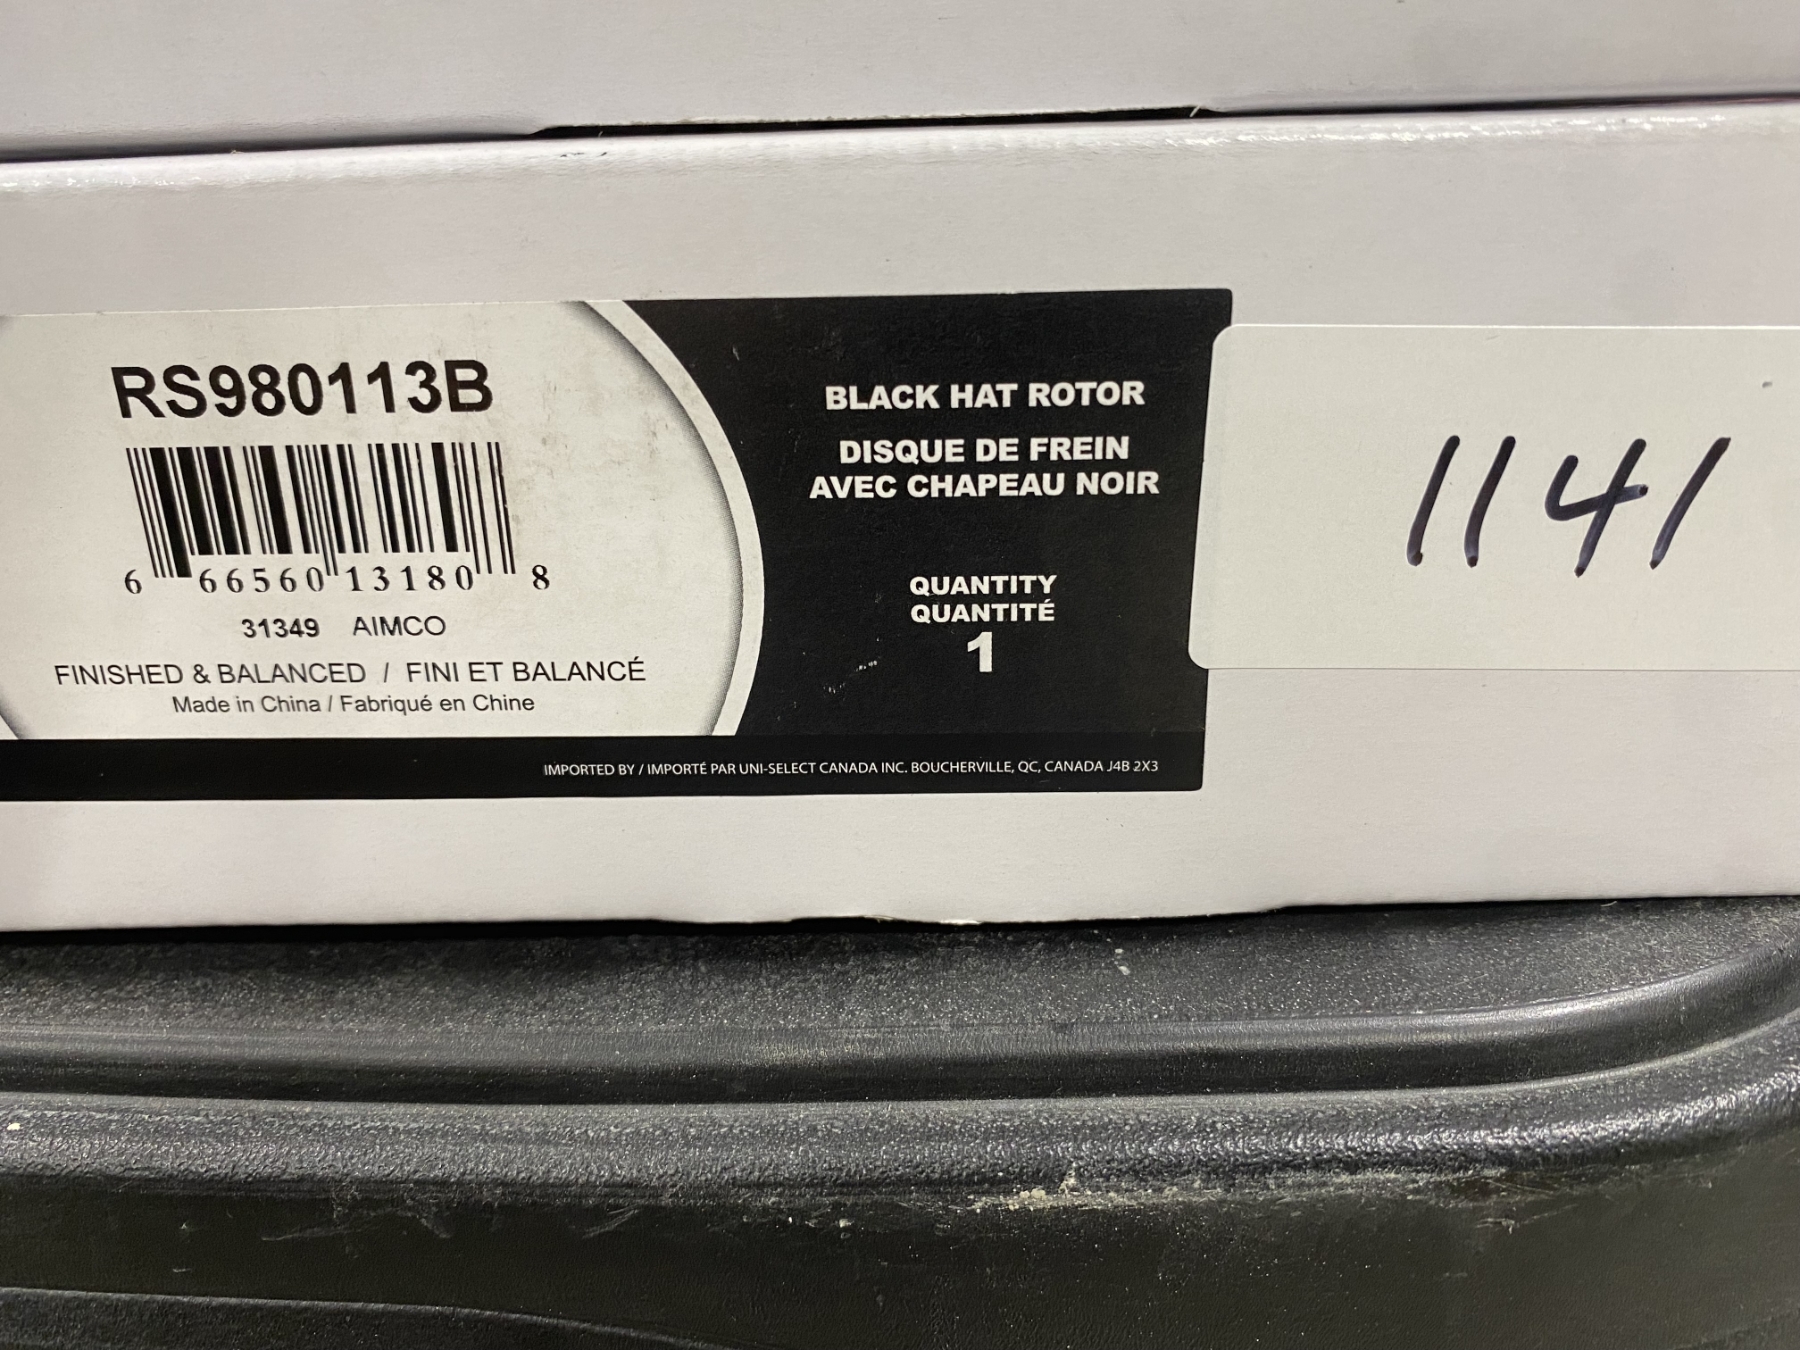 RS980113B
6 66560 13180 8
31349 AIMCO
FINISHED & BALANCED / FINI ET BALANCÉ
Made in China / Fabriqué en Chine
BLACK HAT ROTOR
DISQUE DE FREIN
AVEC CHAPEAU NOIR
QUANTITY
QUANTITÉ
1
IMPORTED BY / IMPORTÉ PAR UNI-SELECT CANADA INC. BOUCHERVILLE, QC, CANADA J4B 2X3
1141